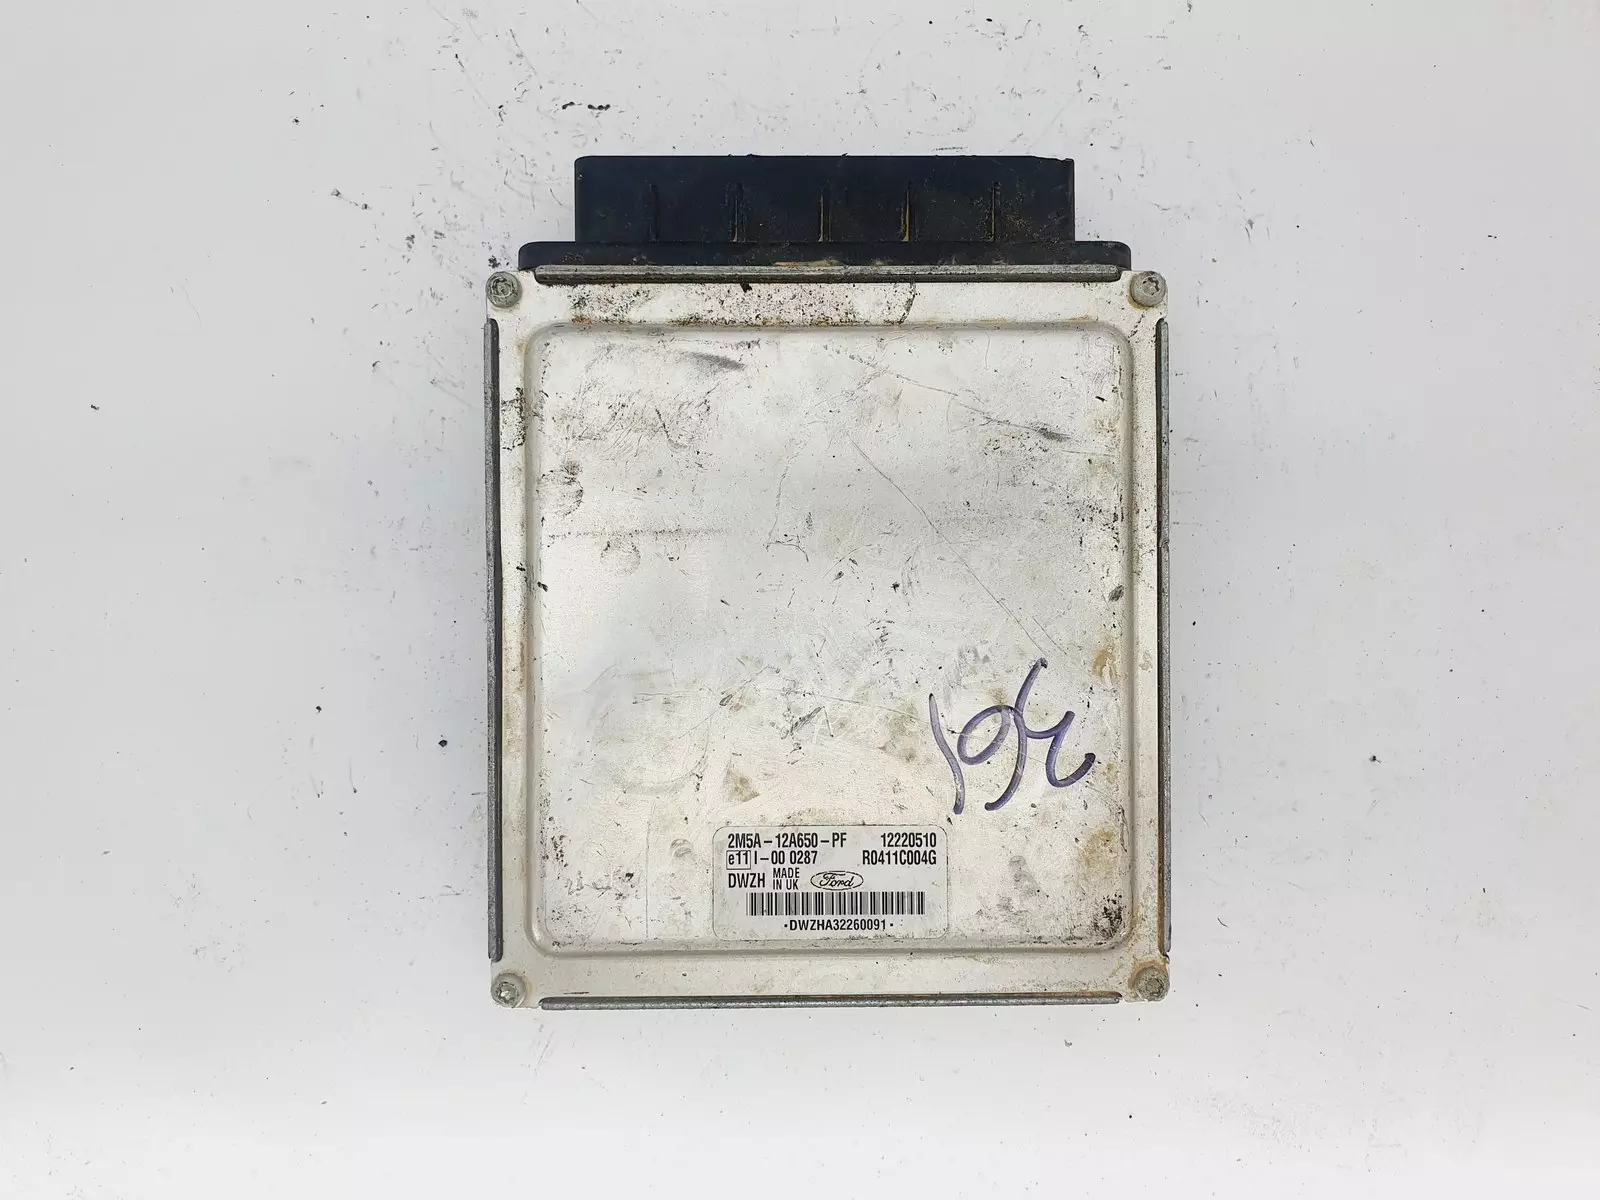 2M5A-12A650-PF 12220510
e11 I-00 0287 R0411C004G
DWZH MADE IN UK Ford
·DWZHA32260091·